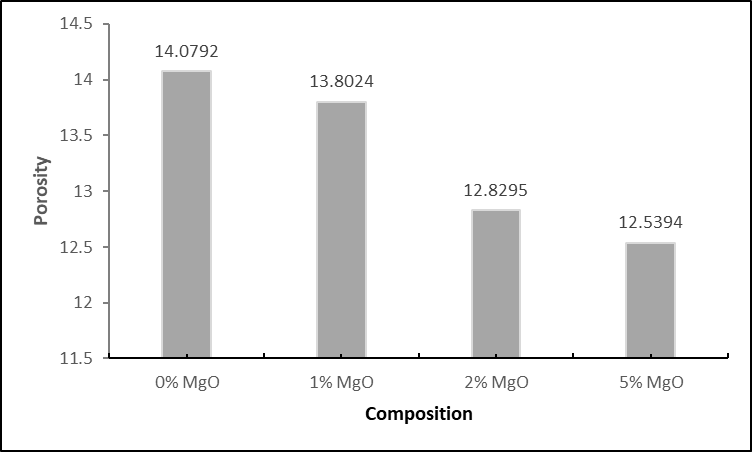 14.5
14
13.5
13
12.5
12
11.5
Porosity
14.0792
13.8024
12.8295
12.5394
0% MgO
1% MgO
2% MgO
5% MgO
Composition